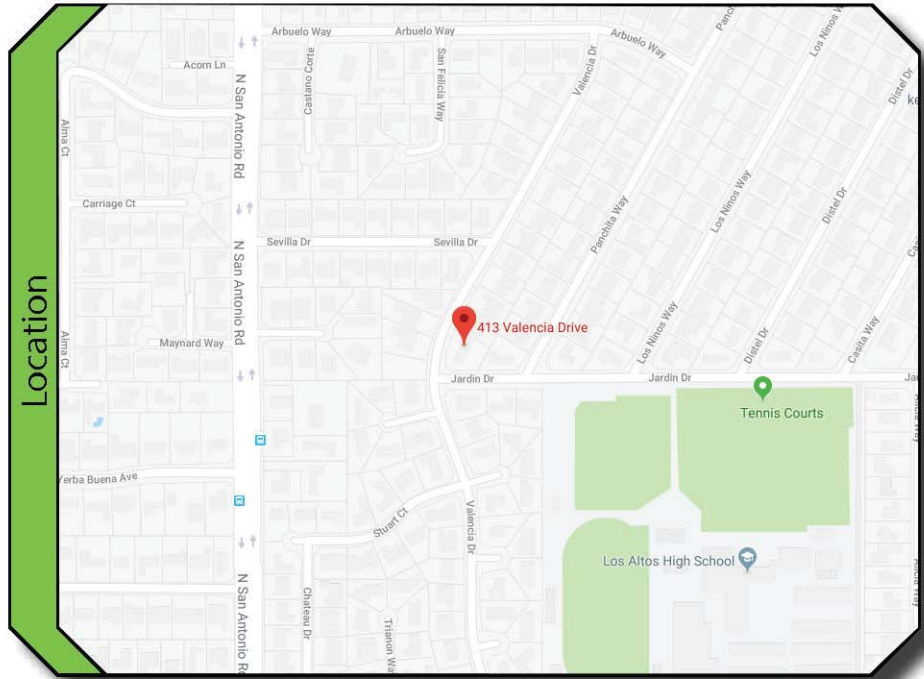 Location
Arbuelo Way
Arbuelo Way
Arbuelo Way
Acorn Ln
N San Antonio Rd
Castano Corte
San Felicia Way
Valencia Dr
Los Ninos Way
Distel Dr
Alma Ct
Carriage Ct
Sevilla Dr
Sevilla Dr
Panchita Way
Los Ninos Way
Distel Dr
N San Antonio Rd
Maynard Way
Alma Ct
413 Valencia Drive
Los Ninos Way
Distel Dr
Casita Way
Jardin Dr
Jardin Dr
Tennis Courts
Yerba Buena Ave
Stuart Ct
Valencia Dr
Los Altos High School
N San Antonio Rd
Chateau Dr
Trianon Way